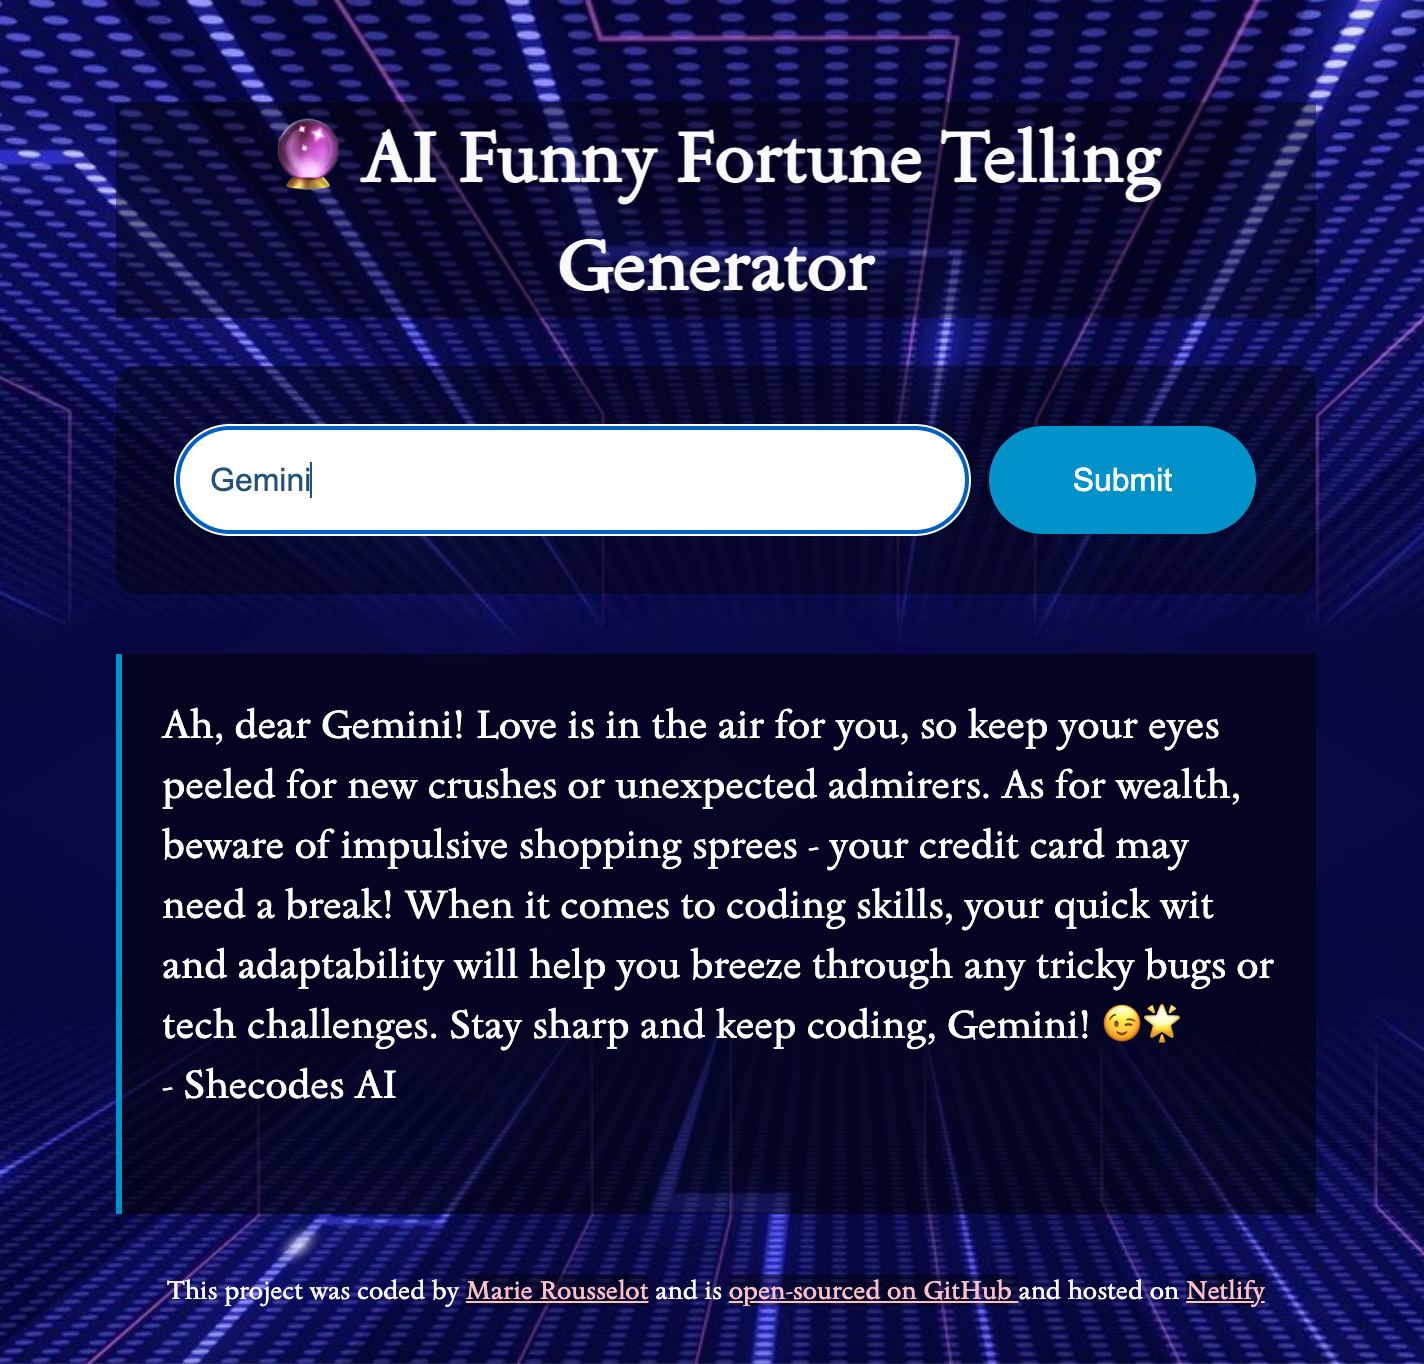 🔮 AI Funny Fortune Telling
Generator
Gemini
Submit
Ah, dear Gemini! Love is in the air for you, so keep your eyes
peeled for new crushes or unexpected admirers. As for wealth,
beware of impulsive shopping sprees - your credit card may
need a break! When it comes to coding skills, your quick wit
and adaptability will help you breeze through any tricky bugs or
tech challenges. Stay sharp and keep coding, Gemini! 😉🌟
- Shecodes AI
This project was coded by Marie Rousselot and is open-sourced on GitHub and hosted on Netlify